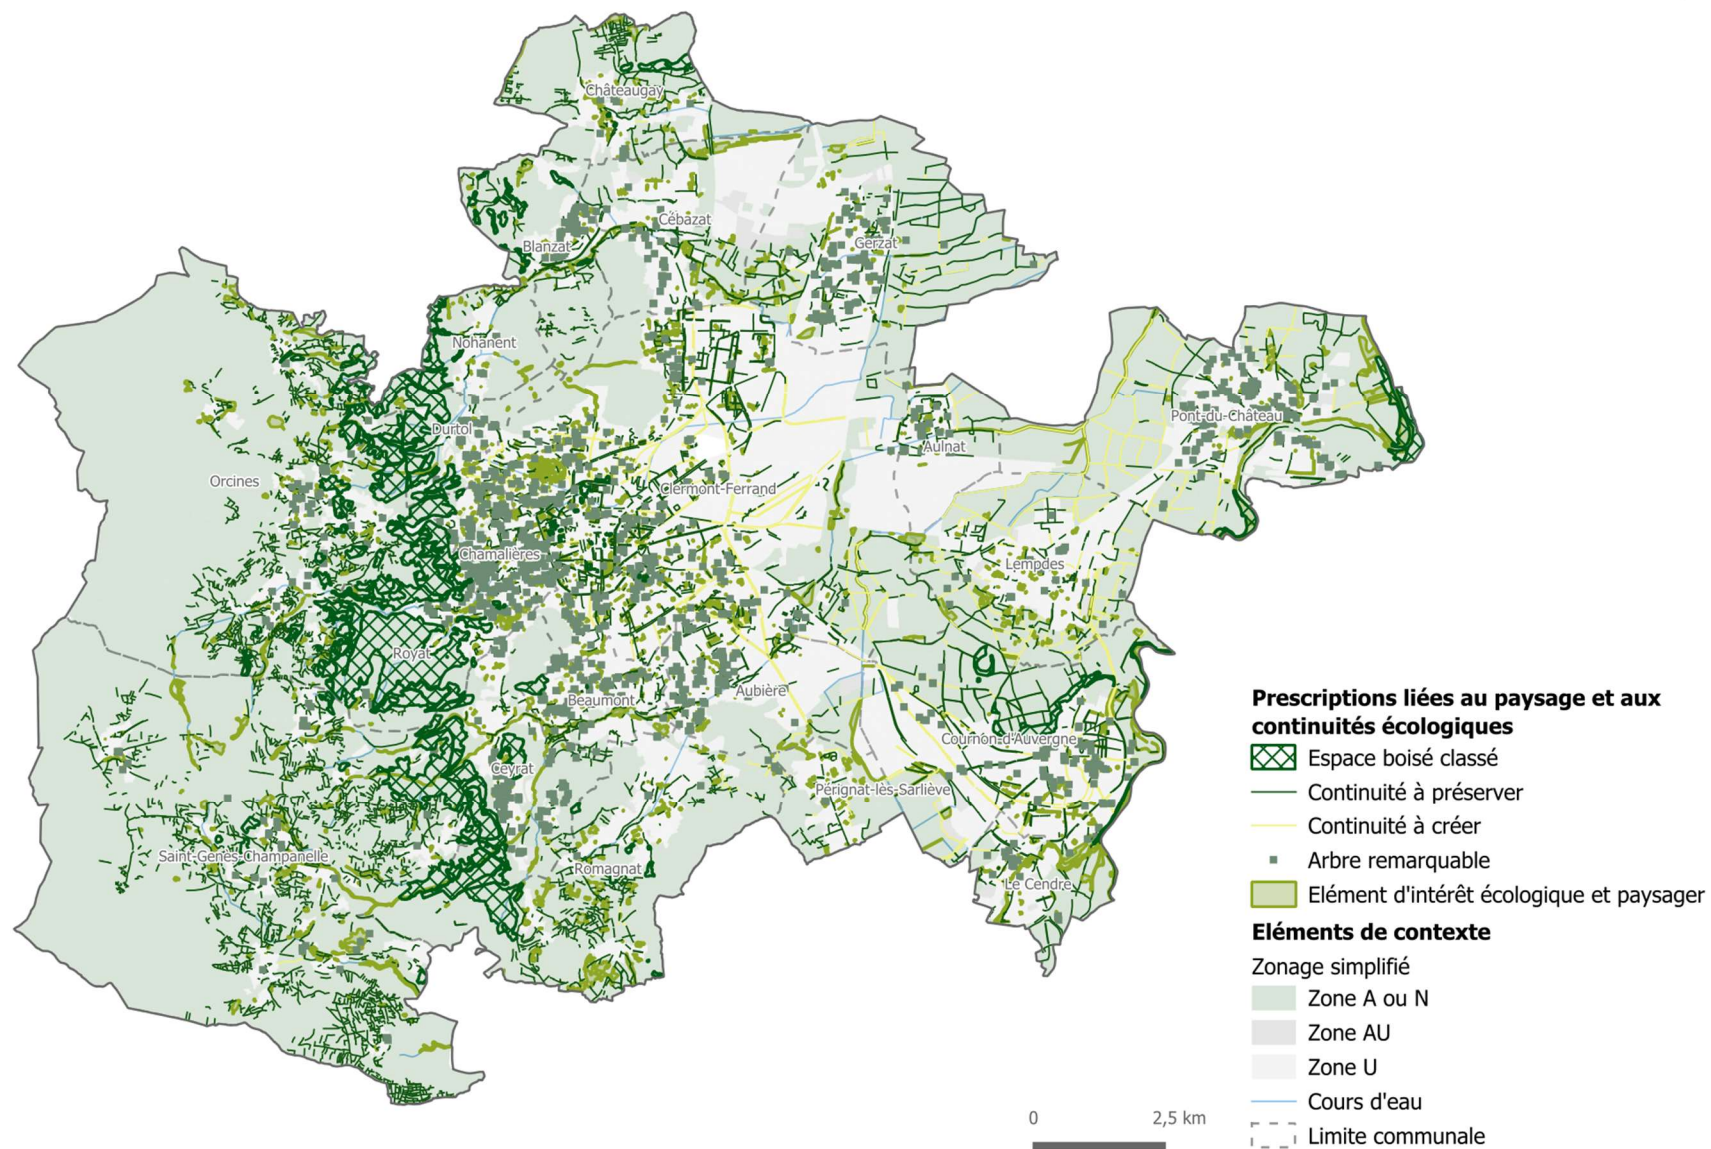 Châteaugay
Cébazat
Blanzat
Gerzat
Nohanent
Durtol
Pont-du-Château
Aulnat
Orcines
Clermont-Ferrand
Chamalières
Lempdes
Royat
Beaumont
Aubière
Cournon-d'Auvergne
Ceyrat
Pérignat-lès-Sarliève
Saint-Genès-Champanelle
Romagnat
Le Cendre
Prescriptions liées au paysage et aux
continuités écologiques
Espace boisé classé
Continuité à préserver
Continuité à créer
Arbre remarquable
Elément d'intérêt écologique et paysager
Eléments de contexte
Zonage simplifié
Zone A ou N
Zone AU
Zone U
Cours d'eau
Limite communale
0 2,5 km